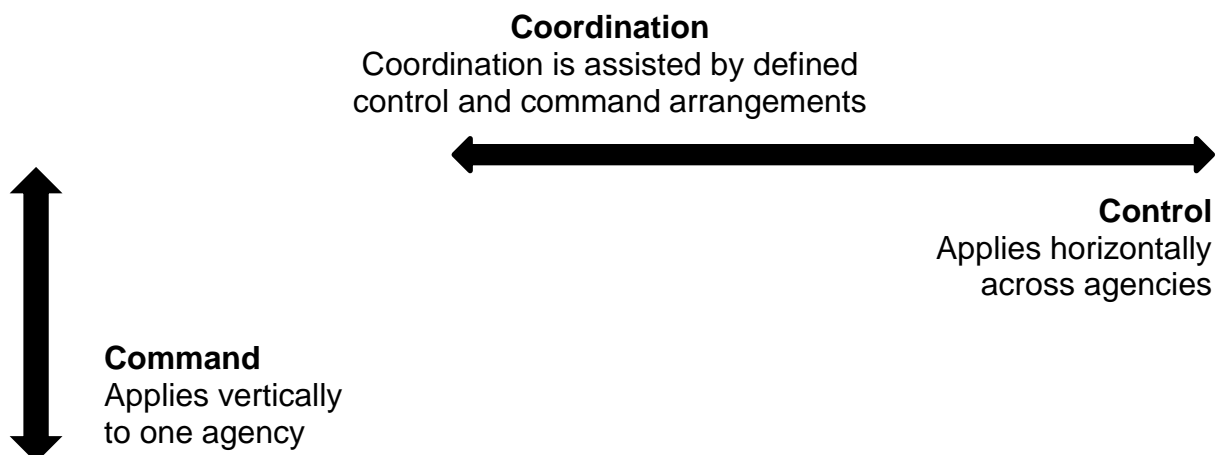 Coordination
Coordination is assisted by defined
control and command arrangements
Control
Applies horizontally
across agencies
Command
Applies vertically
to one agency